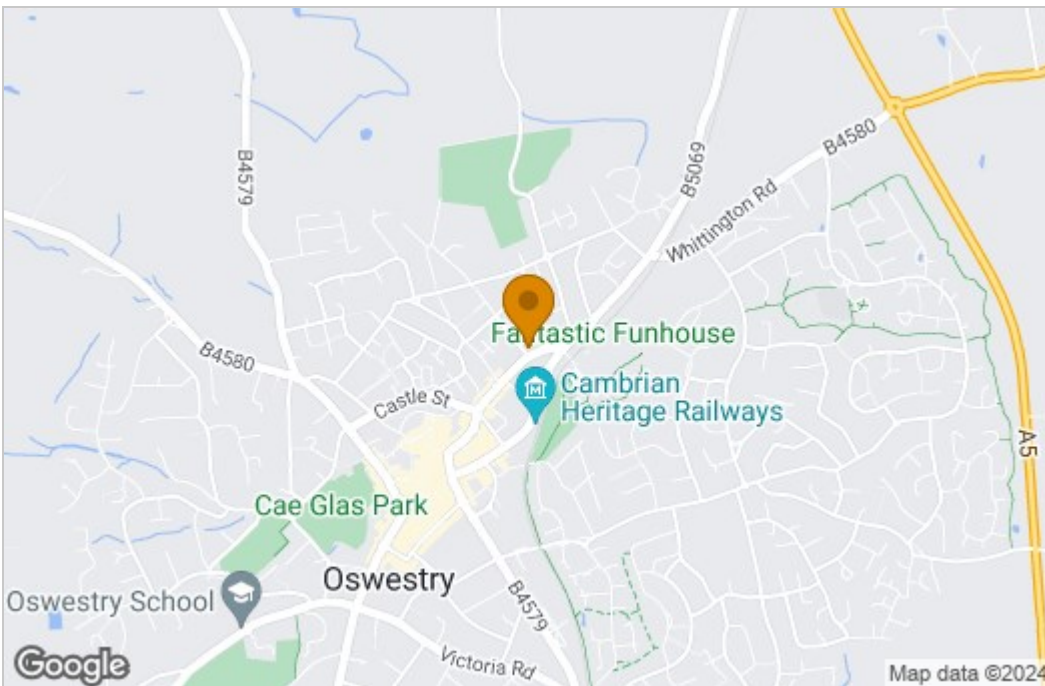 B4580
B4579
B5069
Whittington Rd
Fantastic Funhouse
B4580
Cambrian
Heritage Railways
Castle St
A5
Cae Glas Park
Oswestry
Oswestry School
B4579
Victoria Rd
Google
Map data ©2024